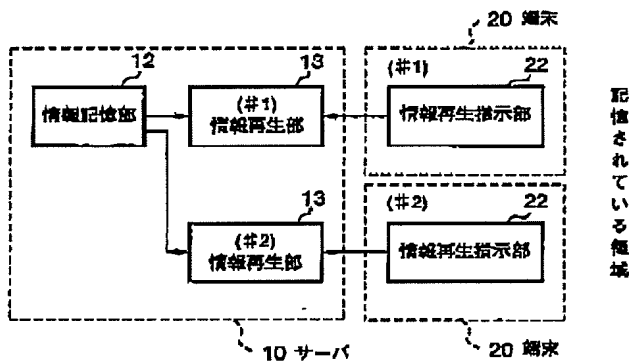 20 端末
12
13
(#1)
22
情報記憶部
(#1)
情報再生部
情報再生指示部
13
(#2)
22
(#2)
情報再生部
情報再生指示部
10 サーバ
20 端末
記憶されている領域